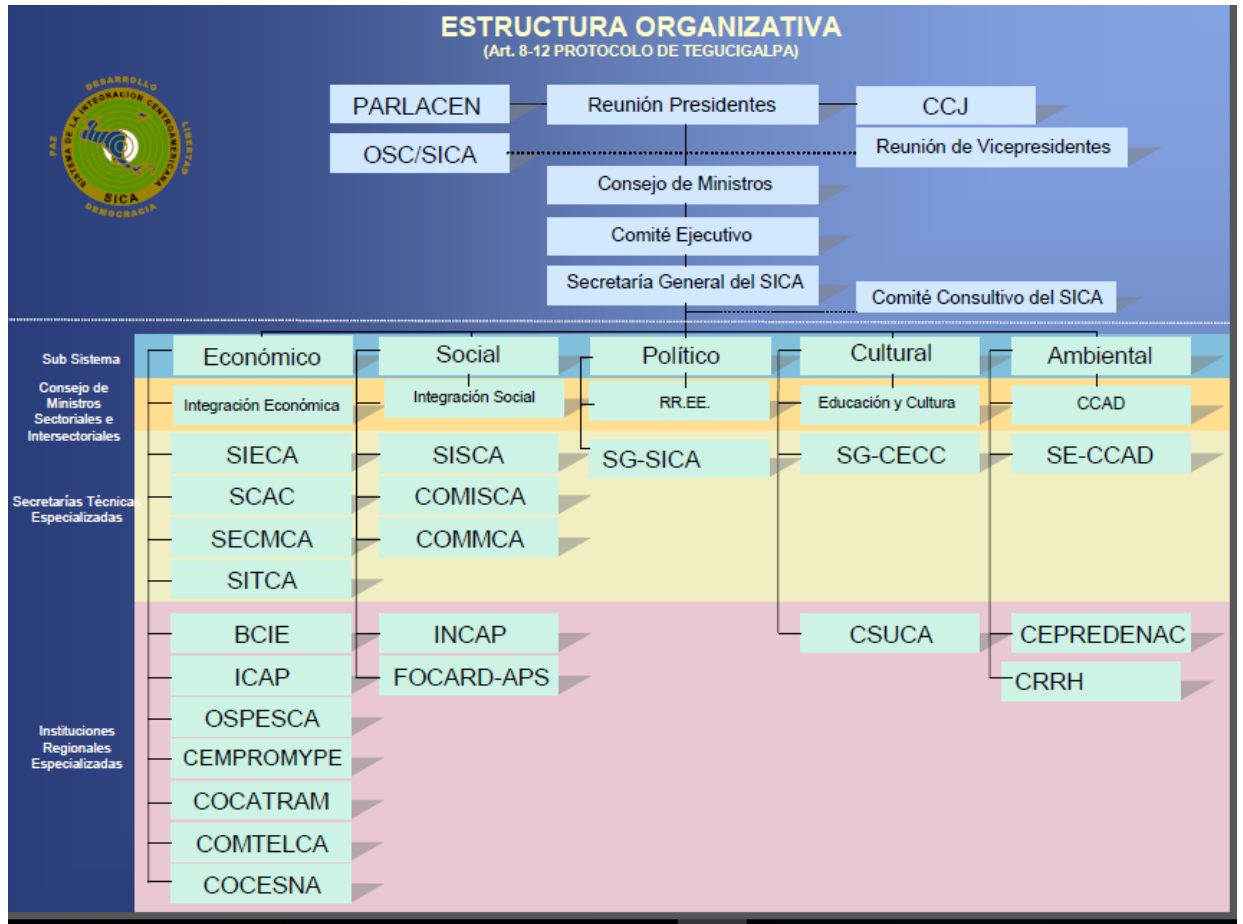 ESTRUCTURA ORGANIZATIVA
(Art. 8-12 PROTOCOLO DE TEGUCIGALPA)
DESARROLLO
PAZ
LIBERTAD
DEMOCRACIA
SISTEMA DE LA INTEGRACION CENTROAMERICANA
SICA
PARLACEN
Reunión Presidentes
CCJ
OSC/SICA
Reunión de Vicepresidentes
Consejo de Ministros
Comité Ejecutivo
Secretaría General del SICA
Comité Consultivo del SICA
Sub Sistema
Económico
Social
Político
Cultural
Ambiental
Consejo de
Ministros
Sectoriales e
Intersectoriales
Integración Económica
Integración Social
RR.EE.
Educación y Cultura
CCAD
Secretarías Técnicas
Especializadas
SIECA
SISCA
SG-SICA
SG-CECC
SE-CCAD
SCAC
COMISCA
SECMCA
COMMCA
SITCA
Instituciones
Regionales
Especializadas
BCIE
INCAP
CSUCA
CEPREDENAC
ICAP
FOCARD-APS
CRRH
OSPESCA
CEMPROMYPE
COCATRAM
COMTELCA
COCESNA